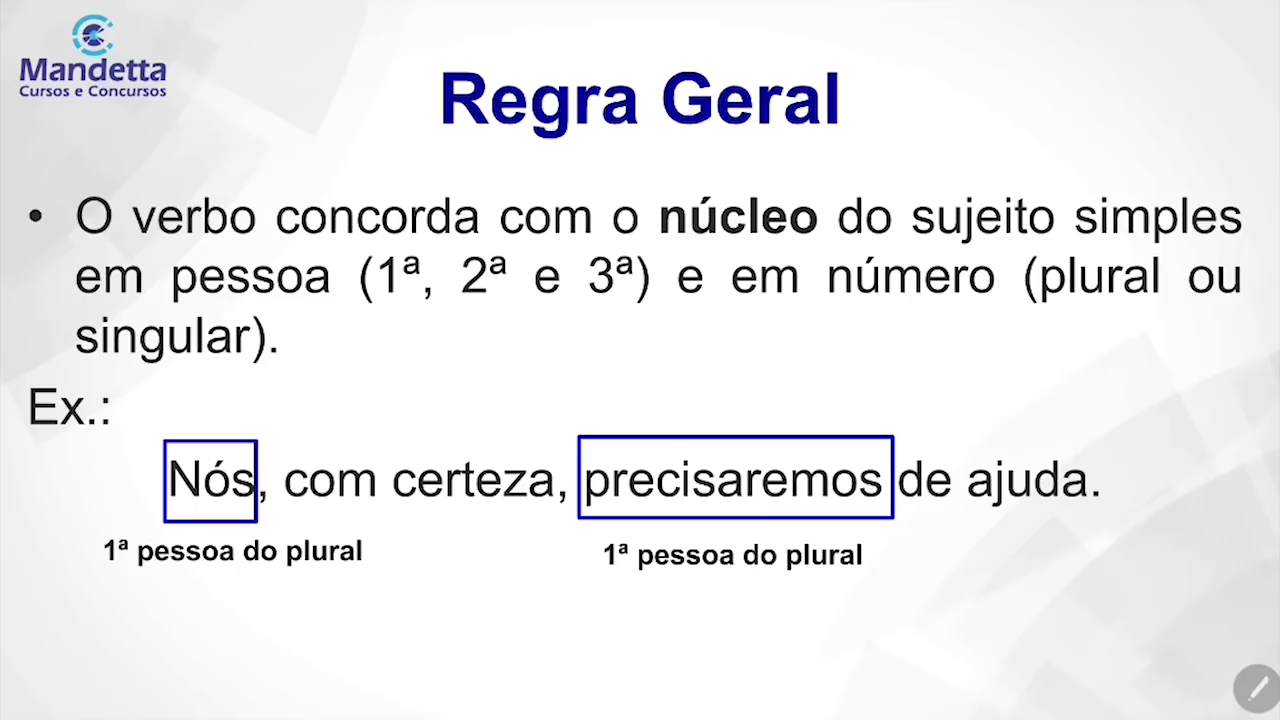 Mandetta
Cursos e Concursos
Regra Geral
• O verbo concorda com o núcleo do sujeito simples
em pessoa (1ª, 2ª e 3ª) e em número (plural ou
singular).
Ex.:
Nós, com certeza, precisaremos de ajuda.
1ª pessoa do plural 1ª pessoa do plural